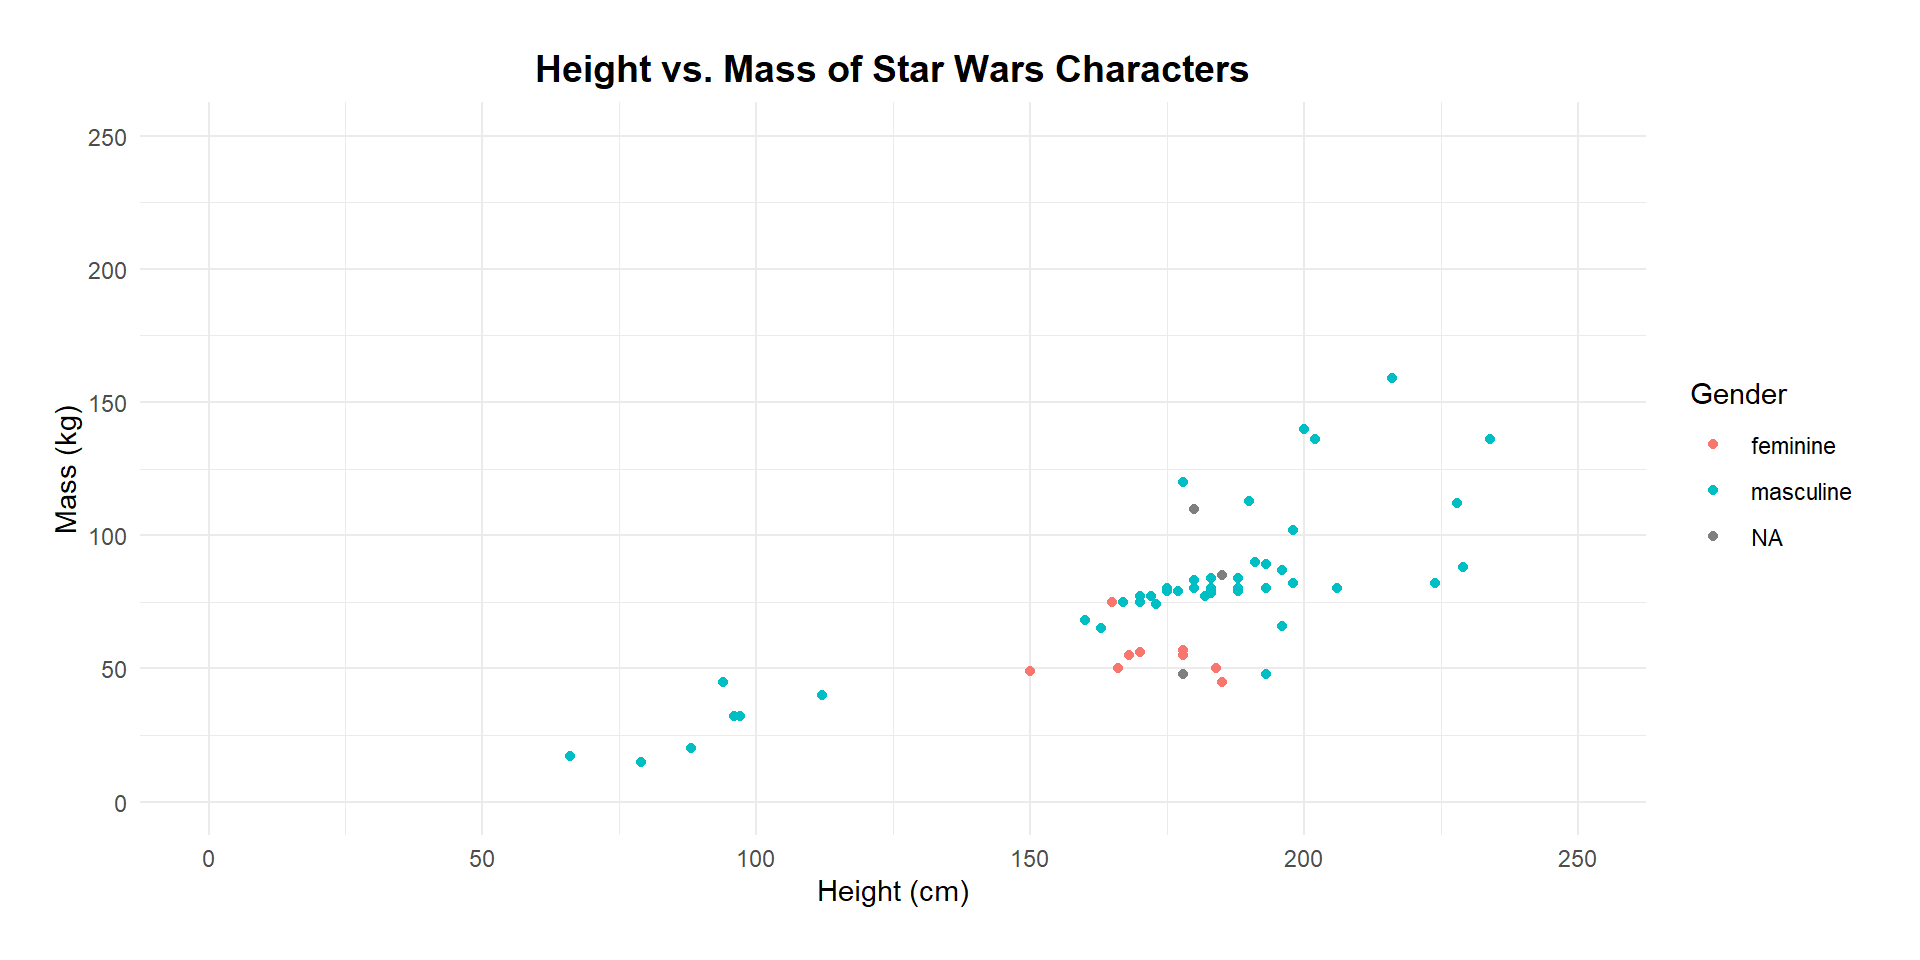 Height vs. Mass of Star Wars Characters
250
200
150
100
50
0
Mass (kg)
0 50 100 150 200 250
Height (cm)
Gender
feminine
masculine
NA